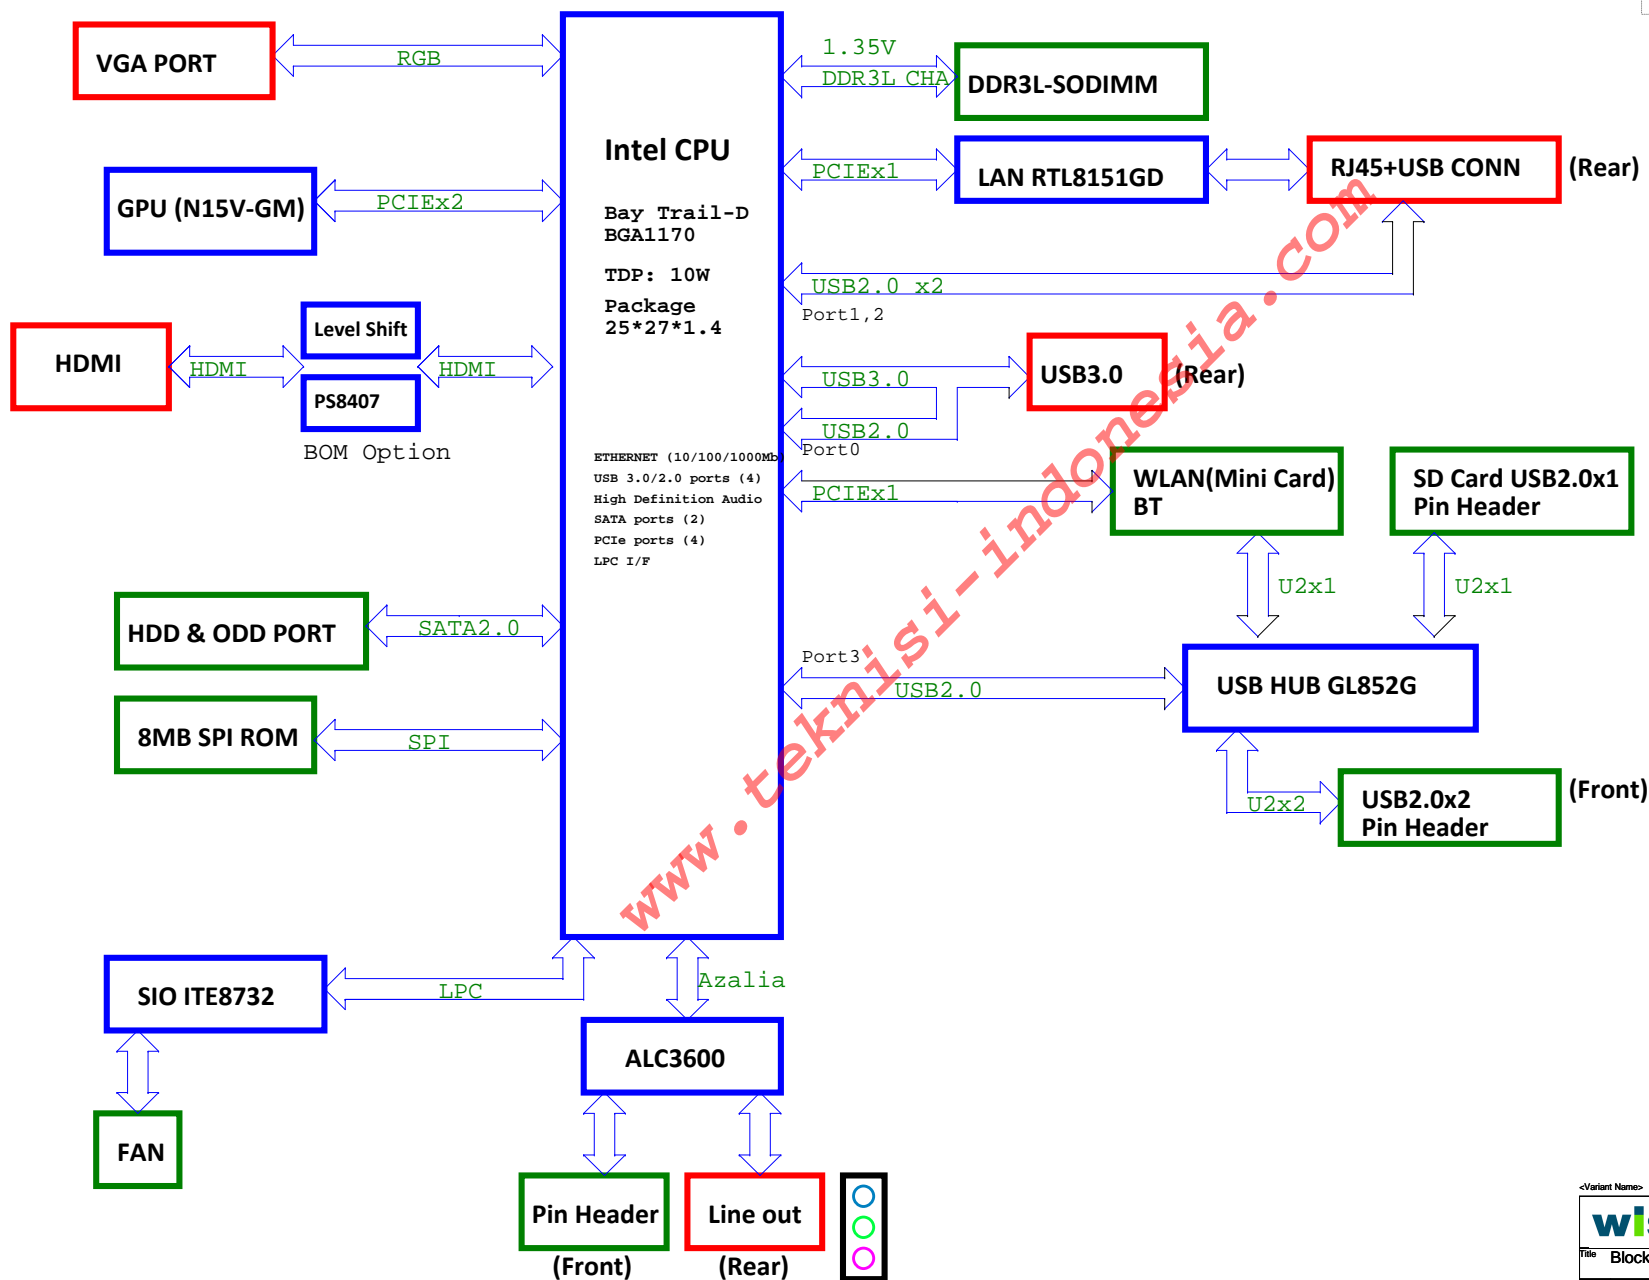 VGA PORT
RGB
1.35V
DDR3L CHA
DDR3L-SODIMM
Intel CPU
Bay Trail-D
BGA1170
TDP: 10W
Package
25*27*1.4
ETHERNET (10/100/1000Mb)
USB 3.0/2.0 ports (4)
High Definition Audio
SATA ports (2)
PCIe ports (4)
LPC I/F
GPU (N15V-GM)
PCIEx2
PCIEx1
LAN RTL8151GD
RJ45+USB CONN
(Rear)
USB2.0 x2
Port1,2
HDMI
HDMI
Level Shift
PS8407
BOM Option
HDMI
USB3.0
USB2.0
Port0
USB3.0
(Rear)
PCIEx1
WLAN(Mini Card)
BT
SD Card USB2.0x1
Pin Header
U2x1
U2x1
HDD & ODD PORT
SATA2.0
Port3
USB2.0
USB HUB GL852G
8MB SPI ROM
SPI
U2x2
USB2.0x2
Pin Header
(Front)
www.teknisi-indonesia.com
SIO ITE8732
LPC
Azalia
ALC3600
FAN
Pin Header
(Front)
Line out
(Rear)
<Variant Name>
Title
Block